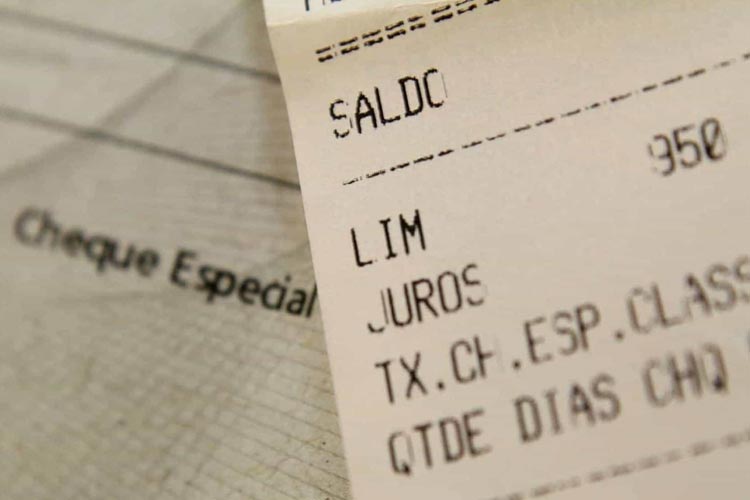 SALDO
950
LIM
JUROS
TX.CH.ESP.CLASS
QTDE DIAS CHQ
Cheque Especial